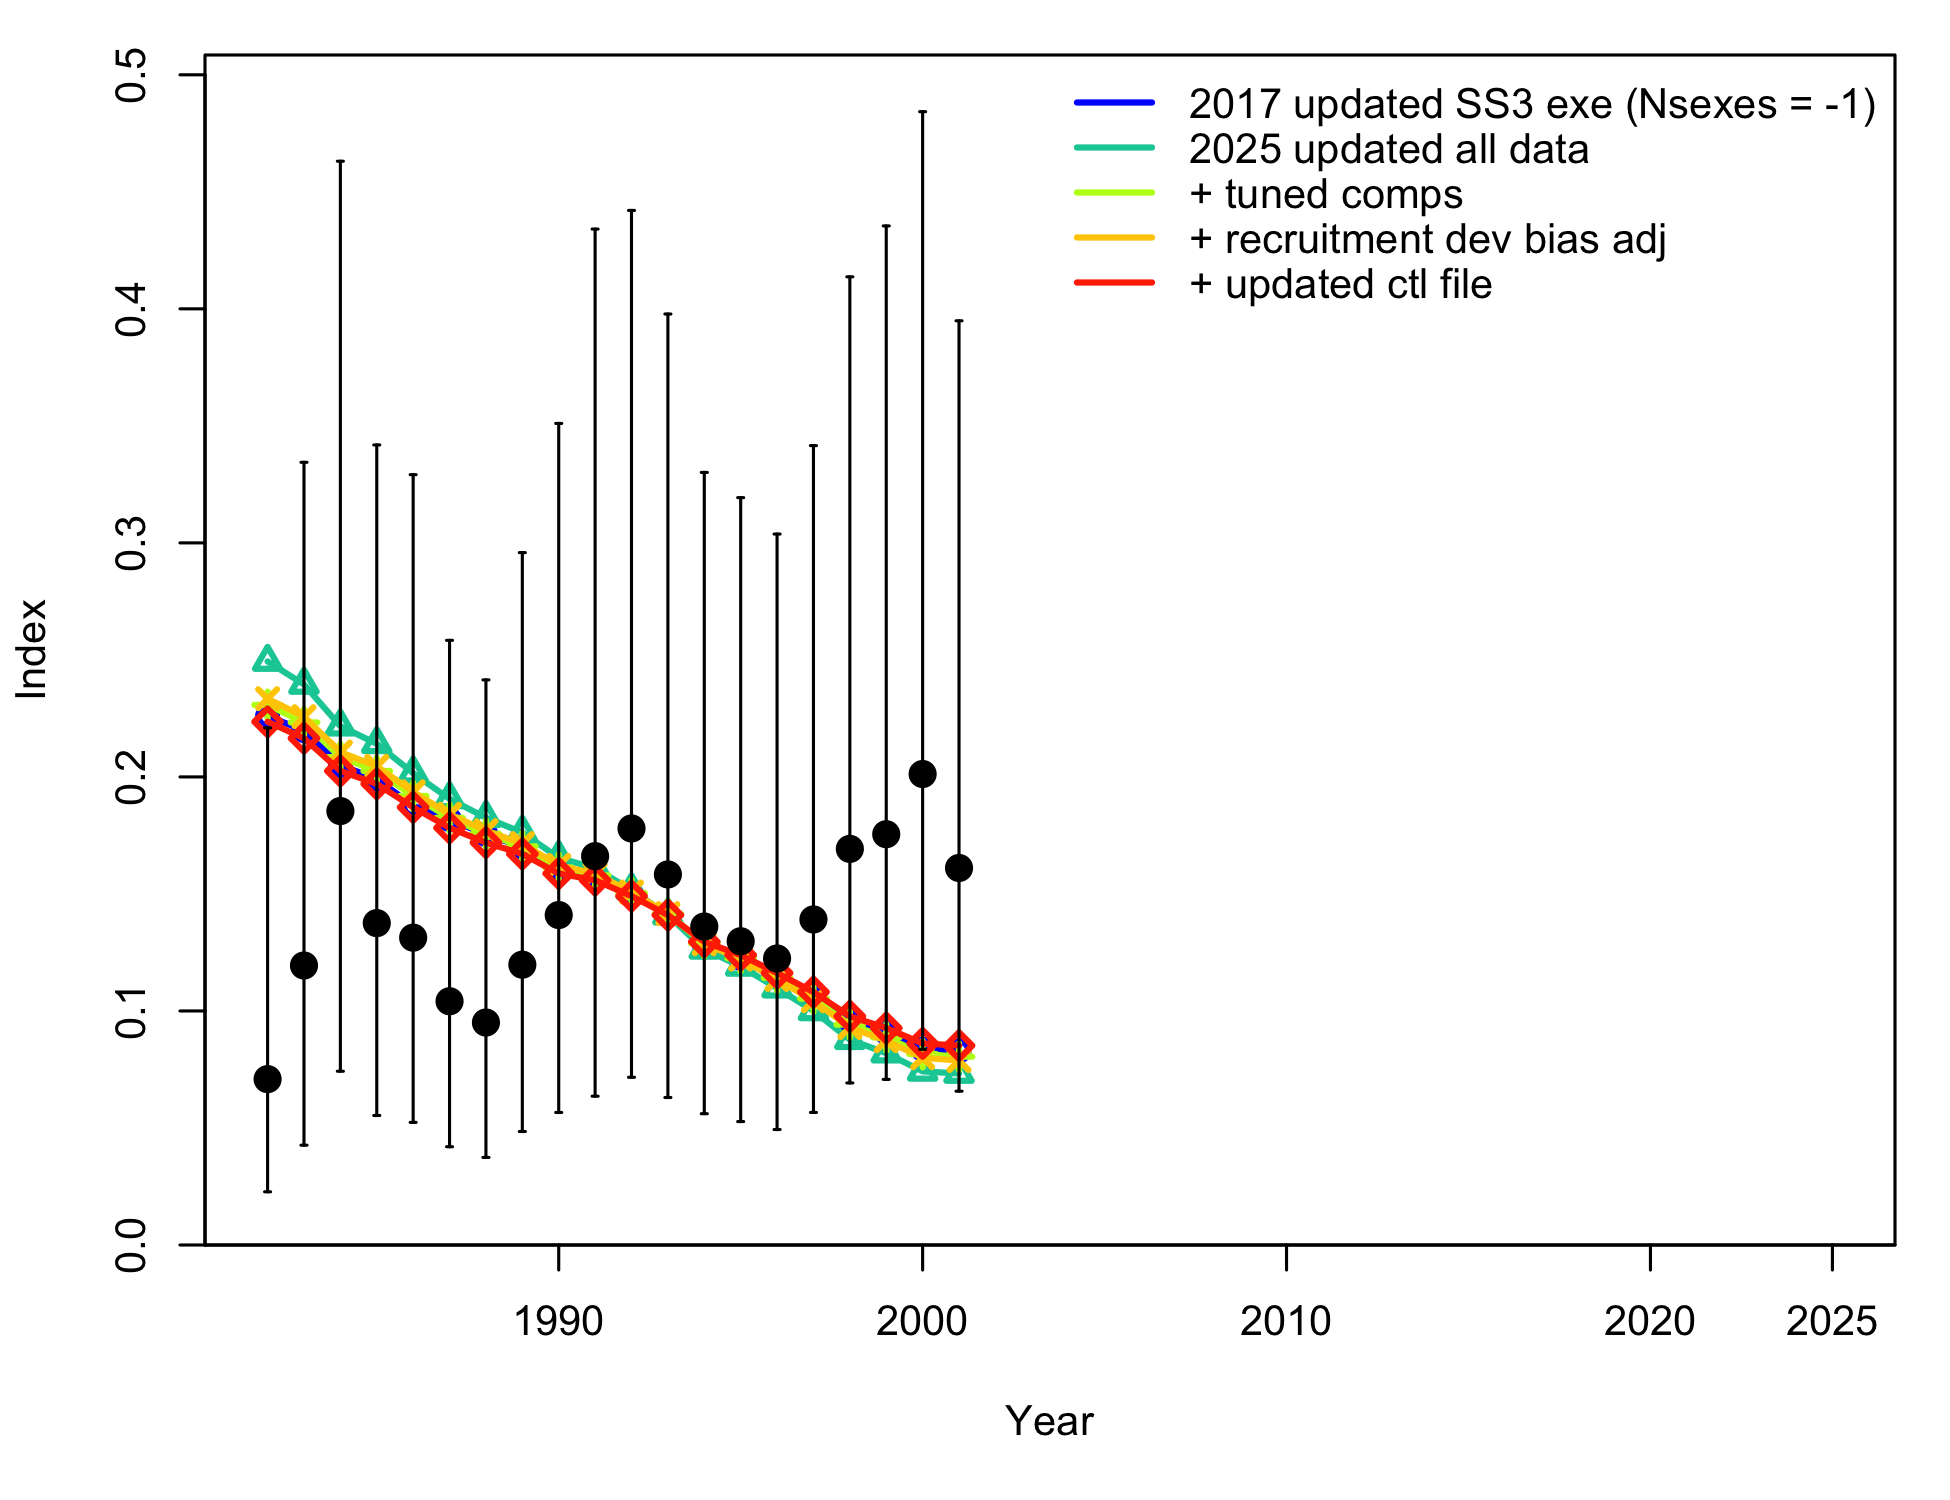 2017 updated SS3 exe (Nsexes = -1)
2025 updated all data
+ tuned comps
+ recruitment dev bias adj
+ updated ctl file
0.5
0.4
0.3
0.2
0.1
0.0
Index
1990 2000 2010 2020 2025
Year